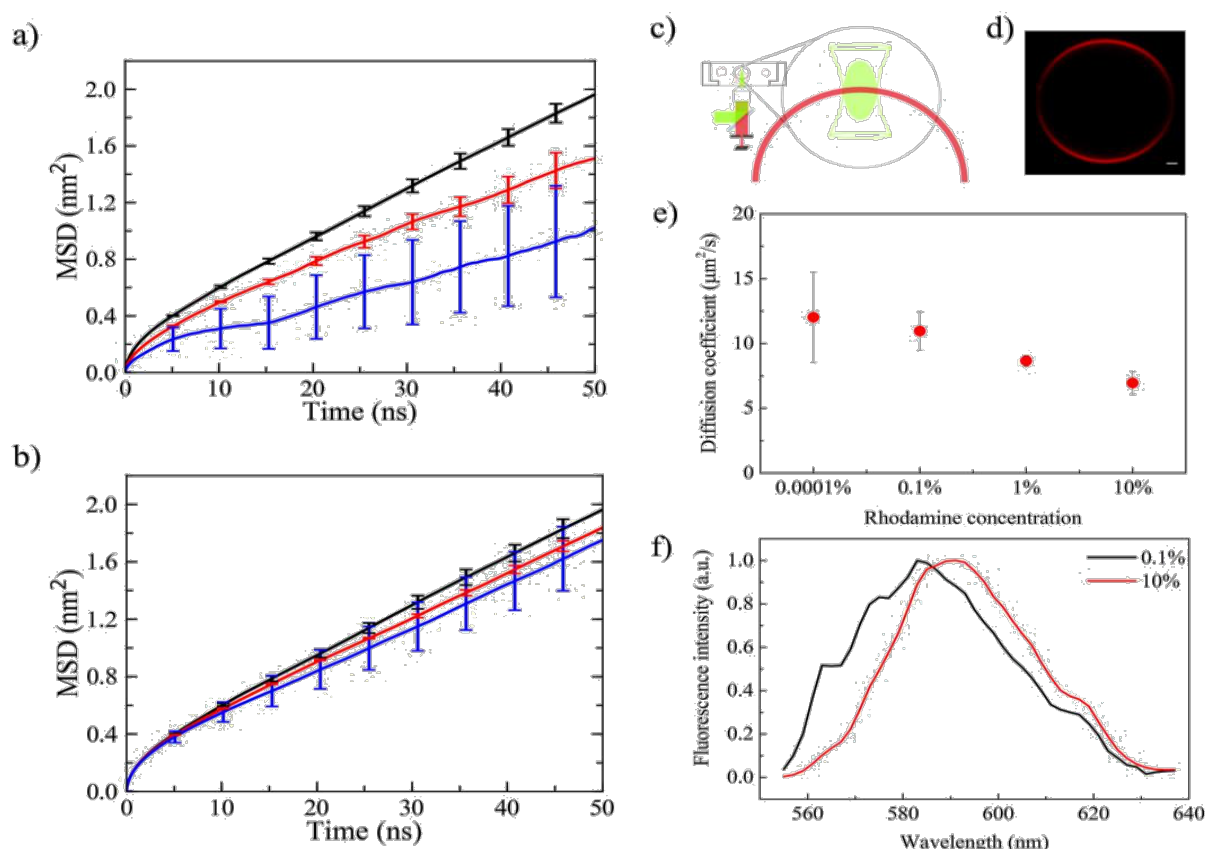 a)
MSD (nm²)
2.0
1.6
1.2
0.8
0.4
0.0
0 10 20 30 40 50
Time (ns)
b)
MSD (nm²)
2.0
1.6
1.2
0.8
0.4
0.0
0 10 20 30 40 50
Time (ns)
c)
d)
e)
Diffusion coefficient (µm²/s)
20
15
10
5
0
0.0001% 0.1% 1% 10%
Rhodamine concentration
f)
Fluorescence intensity (a.u.)
1.0
0.8
0.6
0.4
0.2
0.0
0.1%
10%
560 580 600 620 640
Wavelength (nm)